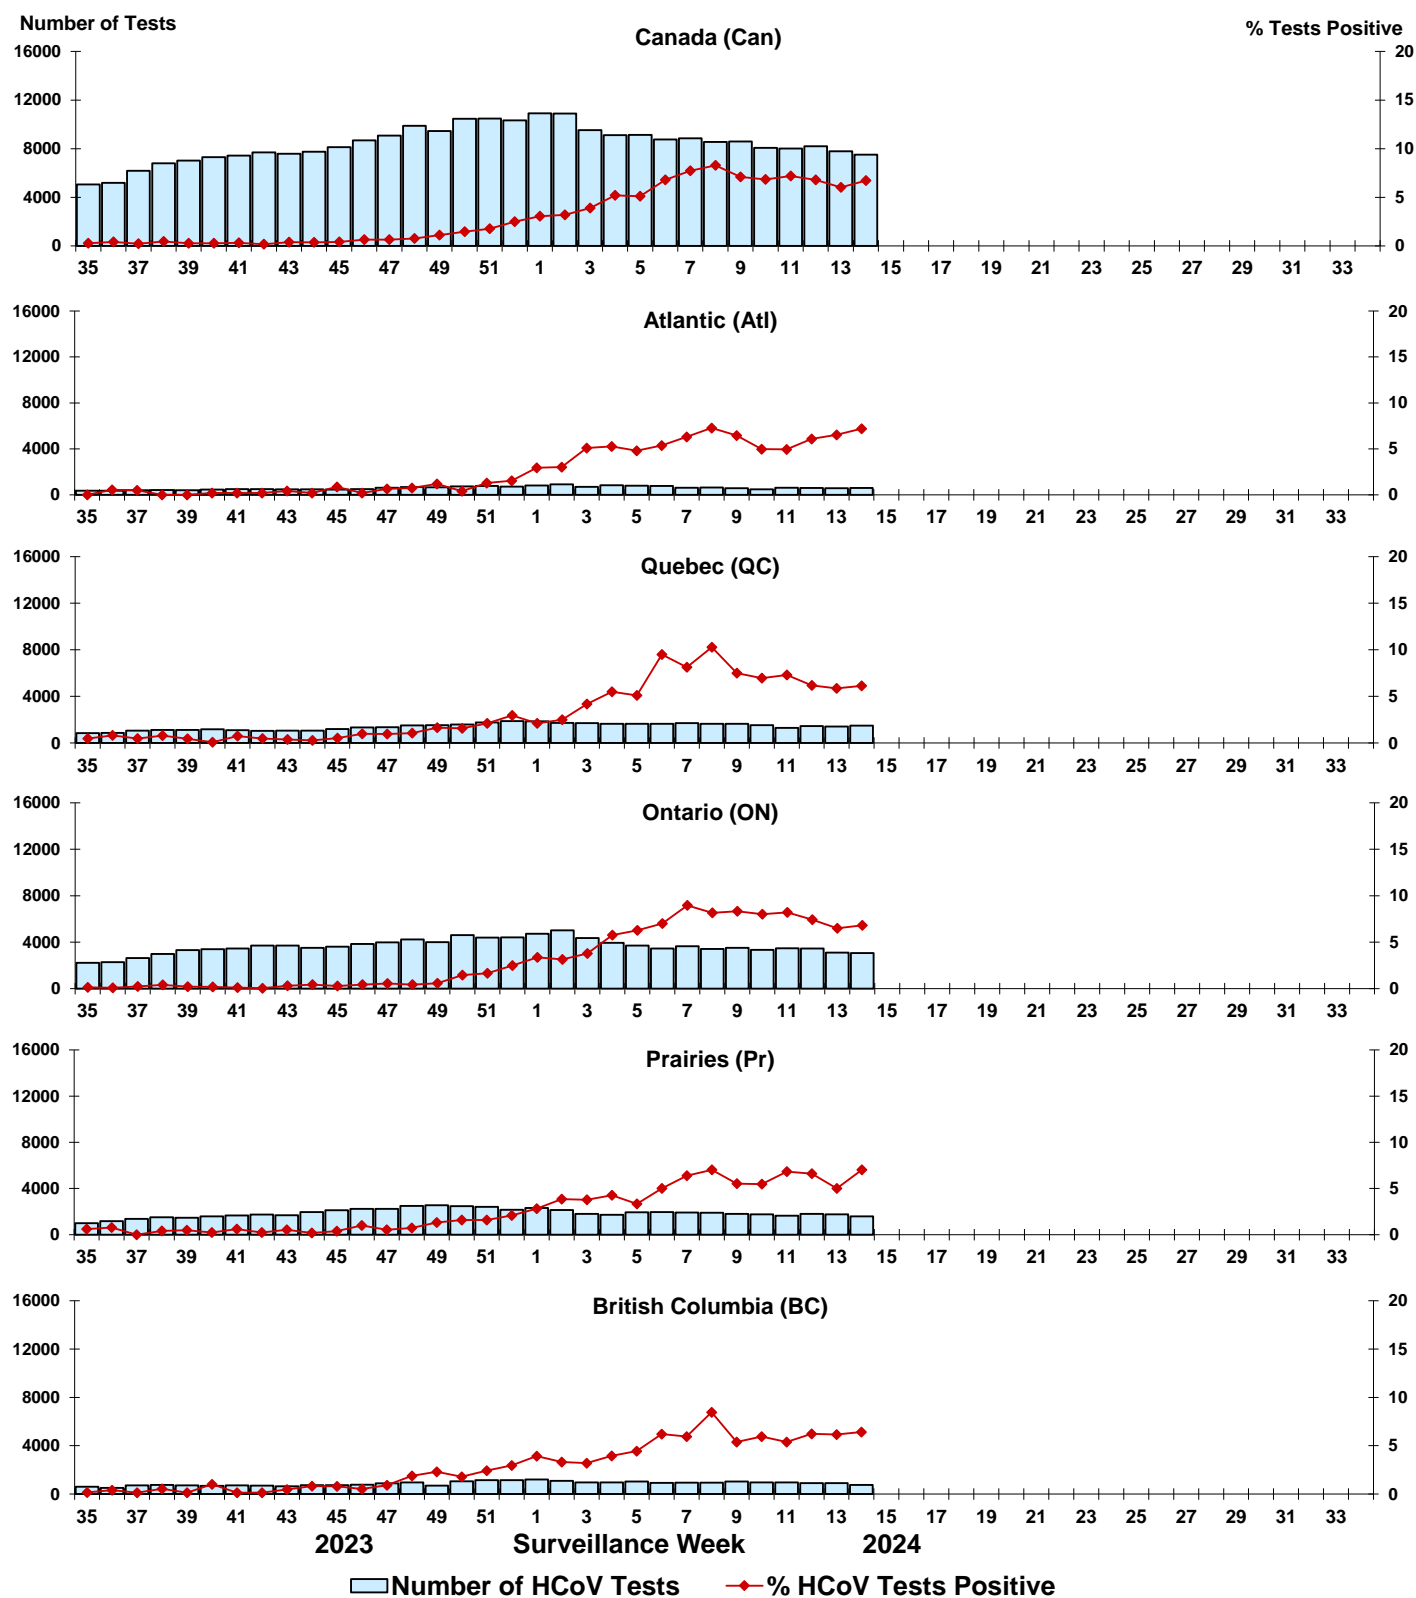 Number of Tests
% Tests Positive
Canada (Can)
16000 20
12000 15
8000 10
4000 5
0 0
35 37 39 41 43 45 47 49 51 1 3 5 7 9 11 13 15 17 19 21 23 25 27 29 31 33
Atlantic (Atl)
16000 20
12000 15
8000 10
4000 5
0 0
35 37 39 41 43 45 47 49 51 1 3 5 7 9 11 13 15 17 19 21 23 25 27 29 31 33
Quebec (QC)
16000 20
12000 15
8000 10
4000 5
0 0
35 37 39 41 43 45 47 49 51 1 3 5 7 9 11 13 15 17 19 21 23 25 27 29 31 33
Ontario (ON)
16000 20
12000 15
8000 10
4000 5
0 0
35 37 39 41 43 45 47 49 51 1 3 5 7 9 11 13 15 17 19 21 23 25 27 29 31 33
Prairies (Pr)
16000 20
12000 15
8000 10
4000 5
0 0
35 37 39 41 43 45 47 49 51 1 3 5 7 9 11 13 15 17 19 21 23 25 27 29 31 33
British Columbia (BC)
16000 20
12000 15
8000 10
4000 5
0 0
35 37 39 41 43 45 47 49 51 1 3 5 7 9 11 13 15 17 19 21 23 25 27 29 31 33
2023 Surveillance Week 2024
Number of HCoV Tests % HCoV Tests Positive